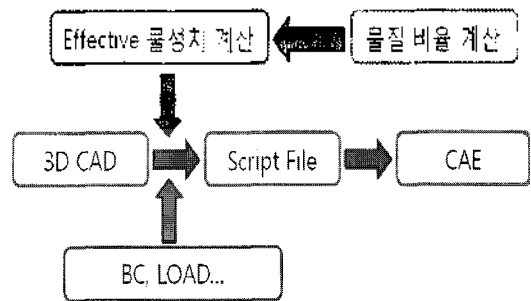 Effective 물성치 계산
물질 비율 계산
3D CAD
Script File
CAE
BC, LOAD...